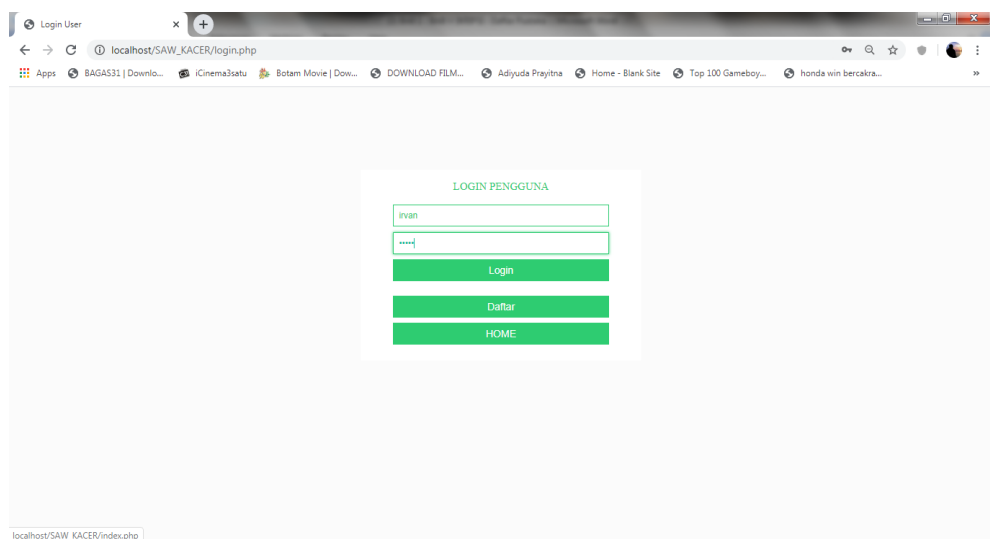 Login User
localhost/SAW_KACER/login.php
Apps BAGAS31 | Downlo... iCinema3satu Botam Movie | Dow... DOWNLOAD FILM... Adiyuda Prayitna Home - Blank Site Top 100 Gameboy... honda win bercakra... »
LOGIN PENGGUNA
irvan
•••••
Login
Daftar
HOME
localhost/SAW_KACER/index.php